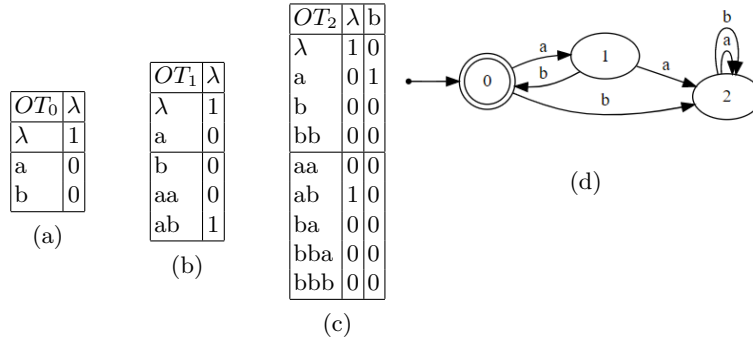 OT₀ λ
λ 1
a 0
b 0
(a)
OT₁ λ
λ 1
a 0
b 0
aa 0
ab 1
(b)
OT₂ λ b
λ 1 0
a 0 1
b 0 0
bb 0 0
aa 0 0
ab 1 0
ba 0 0
bba 0 0
bbb 0 0
(c)
0
a
b
1
a
b
b
a
2
(d)